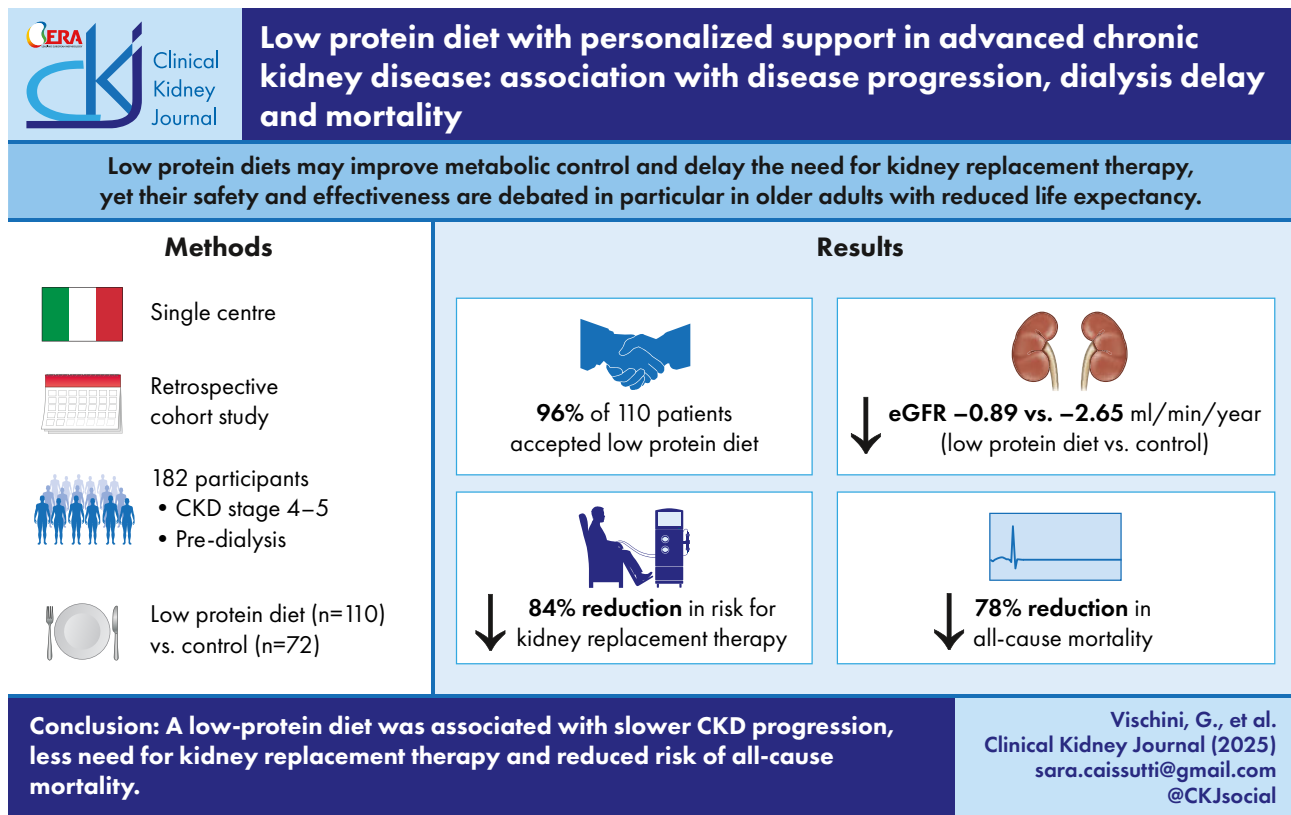 ERA
CKJ
Clinical
Kidney
Journal
Low protein diet with personalized support in advanced chronic
kidney disease: association with disease progression, dialysis delay
and mortality
Low protein diets may improve metabolic control and delay the need for kidney replacement therapy,
yet their safety and effectiveness are debated in particular in older adults with reduced life expectancy.
Methods
Single centre
Retrospective
cohort study
182 participants
• CKD stage 4–5
• Pre-dialysis
Low protein diet (n=110)
vs. control (n=72)
Results
96% of 110 patients
accepted low protein diet
eGFR –0.89 vs. –2.65 ml/min/year
(low protein diet vs. control)
84% reduction in risk for
kidney replacement therapy
78% reduction in
all-cause mortality
Conclusion: A low-protein diet was associated with slower CKD progression,
less need for kidney replacement therapy and reduced risk of all-cause
mortality.
Vischini, G., et al.
Clinical Kidney Journal (2025)
sara.caissutti@gmail.com
@CKJsocial